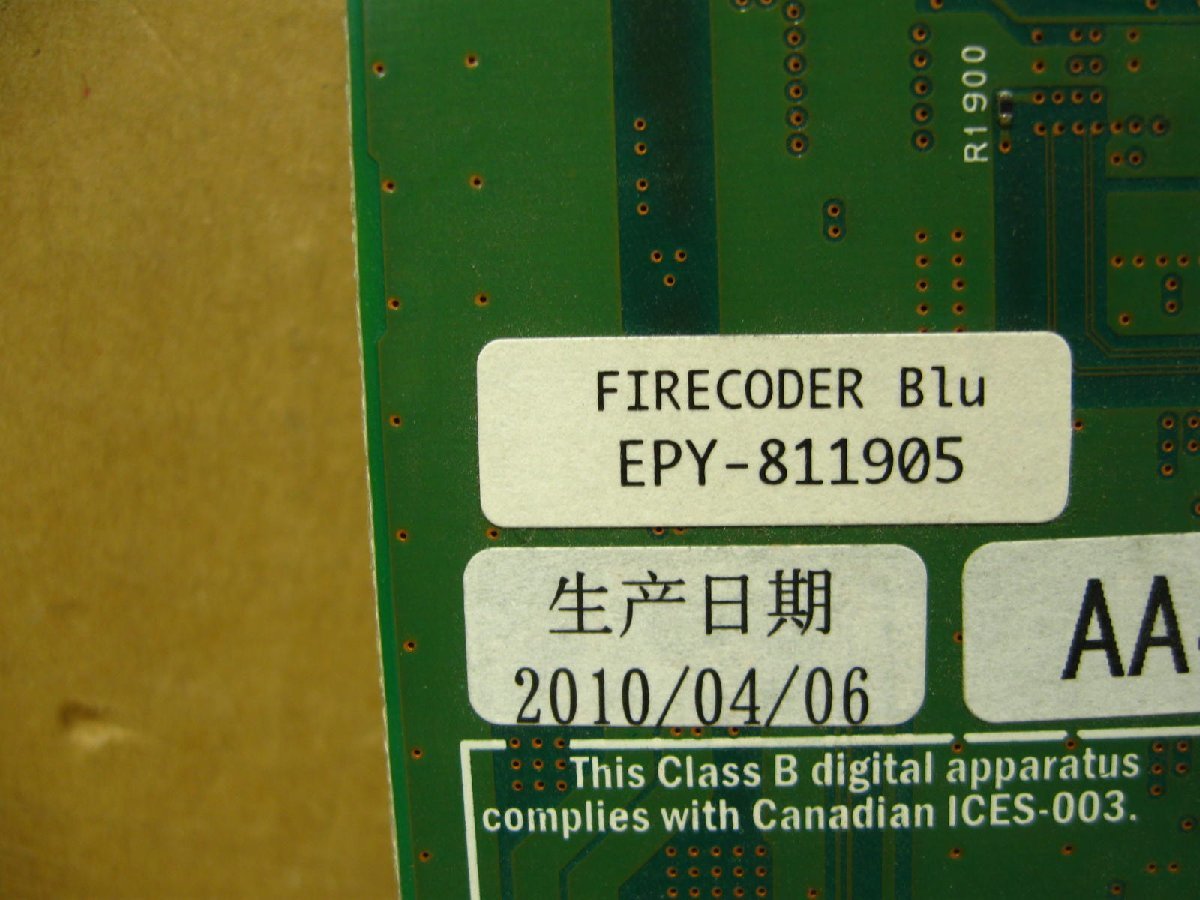 R1900
FIRECODER Blu
EPY-811905
生产日期
2010/04/06
AA-
This Class B digital apparatus
complies with Canadian ICES-003.